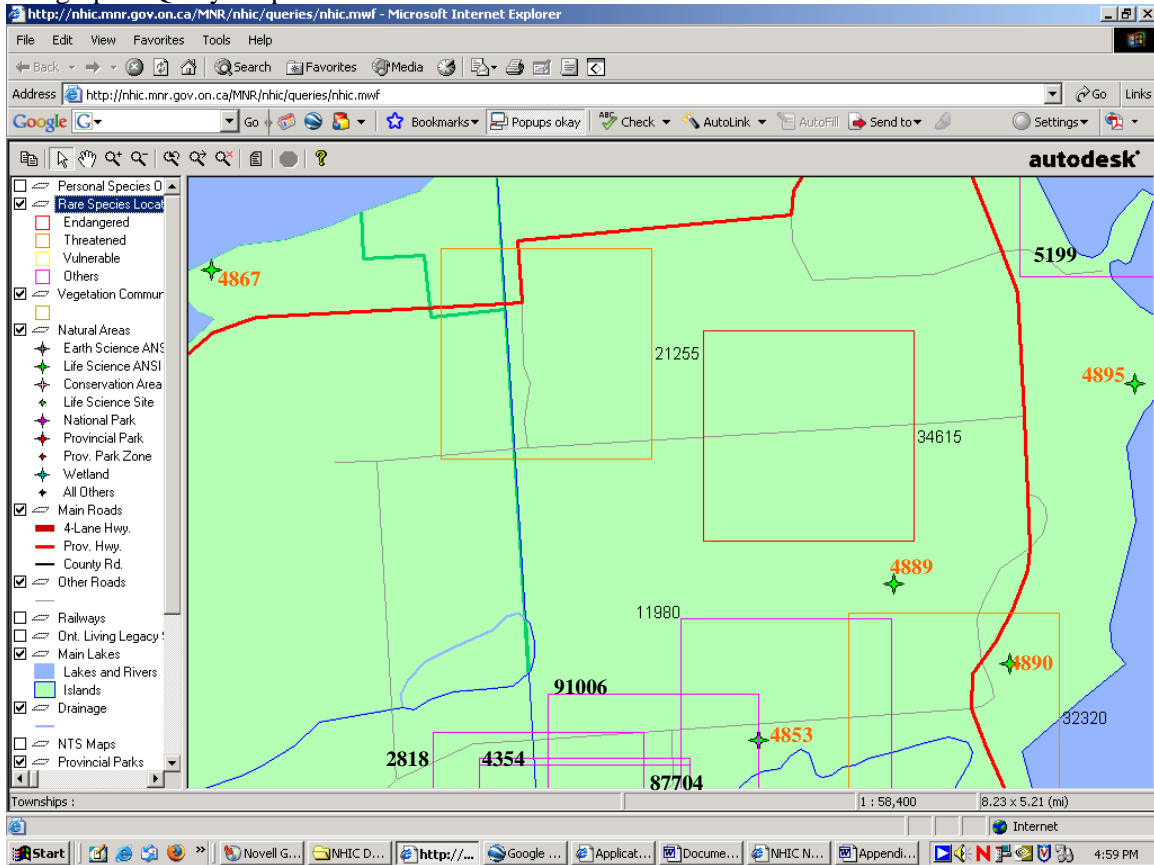 http://nhic.mnr.gov.on.ca/MNR/nhic/queries/nhic.mwf - Microsoft Internet Explorer
File Edit View Favorites Tools Help
Back Search Favorites Media
Address http://nhic.mnr.gov.on.ca/MNR/nhic/queries/nhic.mwf Go Links
Google G Go Bookmarks Popups okay ABC Check AutoLink AutoFill Send to Settings
autodesk
Personal Species O
Rare Species Locat
Endangered
Threatened
Vulnerable
Others
Vegetation Commur
Natural Areas
Earth Science ANS
Life Science ANSI
Conservation Area
Life Science Site
National Park
Provincial Park
Prov. Park Zone
Wetland
All Others
Main Roads
4-Lane Hwy.
Prov. Hwy.
County Rd.
Other Roads
Railways
Ont. Living Legacy
Main Lakes
Lakes and Rivers
Islands
Drainage
NTS Maps
Provincial Parks
5199
4867
21255
4895
34615
4889
11980
4890
91006
32320
4853
2818
4354
87704
Townships : 1 : 58,400 8.23 x 5.21 (mi)
Internet
Start » Novell G... NHIC D... http://... Google ... Applicat... Docume... NHIC N... Appendi... 4:59 PM